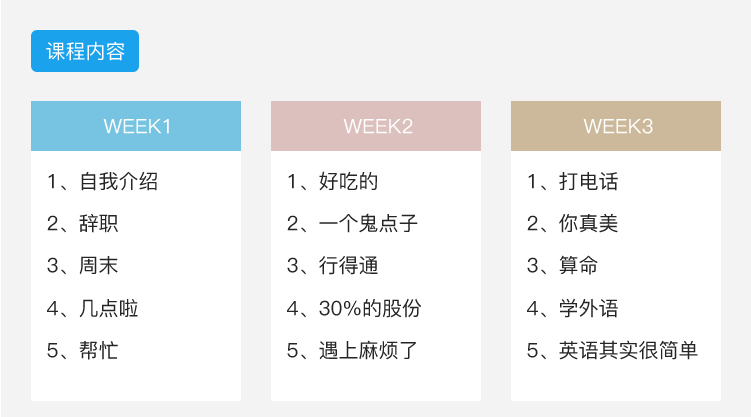 课程内容
WEEK1
1、自我介绍
2、辞职
3、周末
4、几点啦
5、帮忙
WEEK2
1、好吃的
2、一个鬼点子
3、行得通
4、30%的股份
5、遇上麻烦了
WEEK3
1、打电话
2、你真美
3、算命
4、学外语
5、英语其实很简单